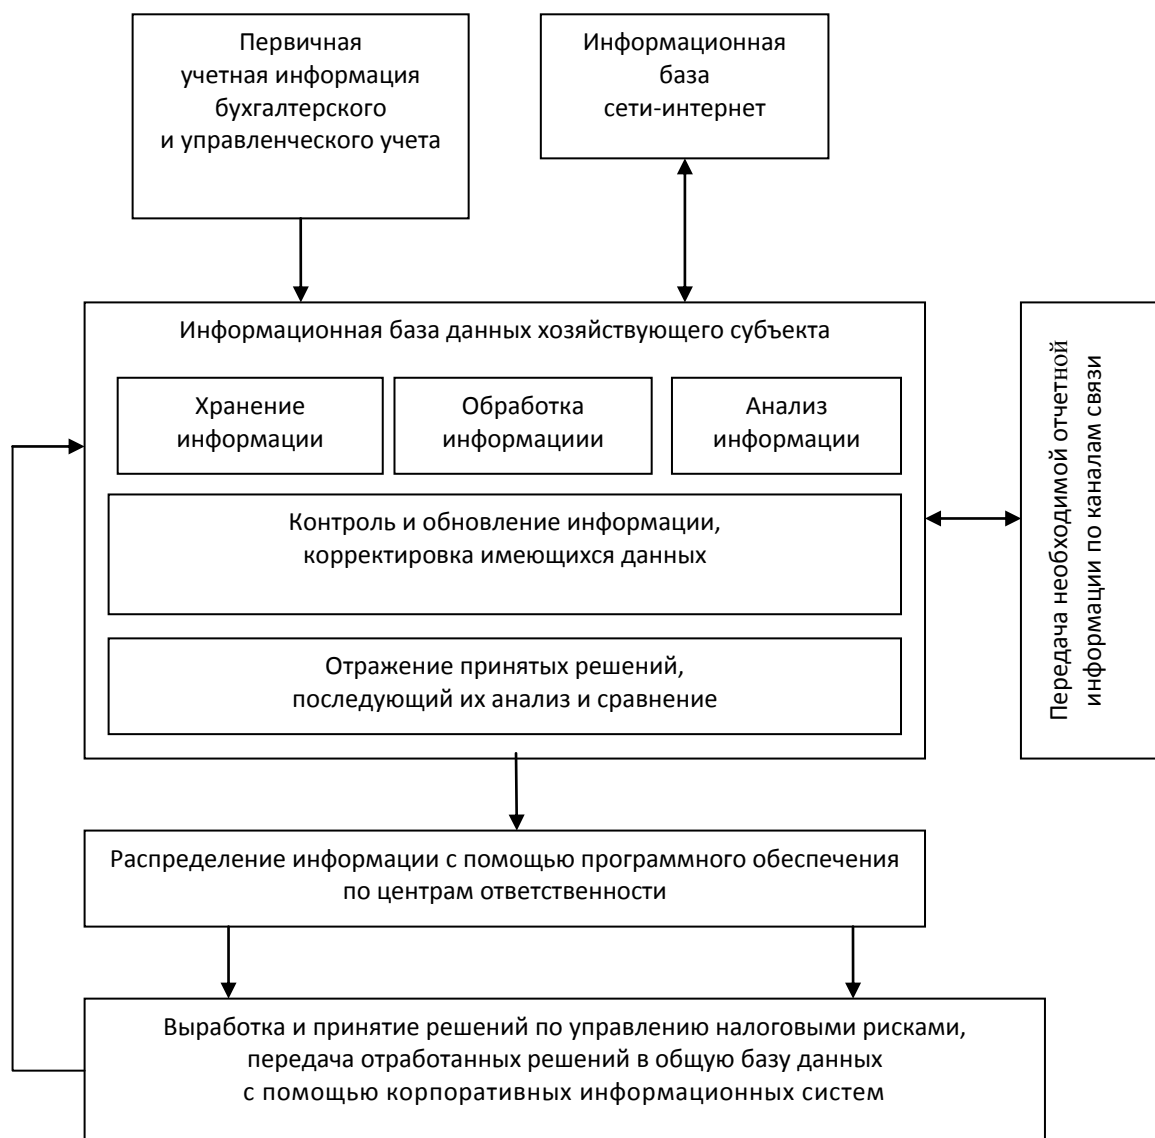 Первичная
учетная информация
бухгалтерского
и управленческого учета
Информационная
база
сети-интернет
Информационная база данных хозяйствующего субъекта
Хранение
информации
Обработка
информациии
Анализ
информации
Контроль и обновление информации,
корректировка имеющихся данных
Отражение принятых решений,
последующий их анализ и сравнение
Передача необходимой отчетной
информации по каналам связи
Распределение информации с помощью программного обеспечения
по центрам ответственности
Выработка и принятие решений по управлению налоговыми рисками,
передача отработанных решений в общую базу данных
с помощью корпоративных информационных систем